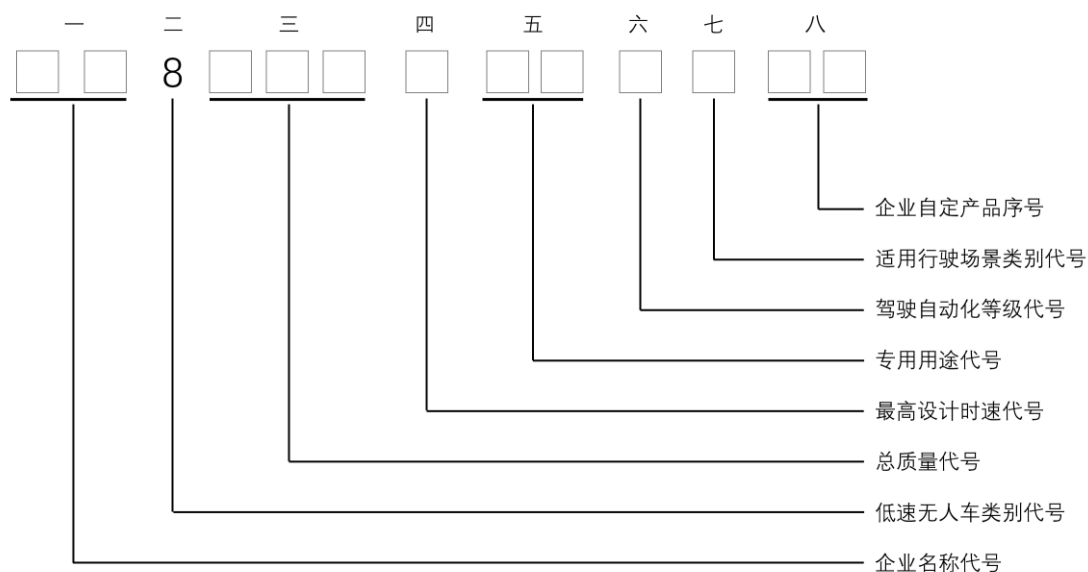 一 二 三 四 五 六 七 八
8
企业自定产品序号
适用行驶场景类别代号
驾驶自动化等级代号
专用用途代号
最高设计时速代号
总质量代号
低速无人车类别代号
企业名称代号